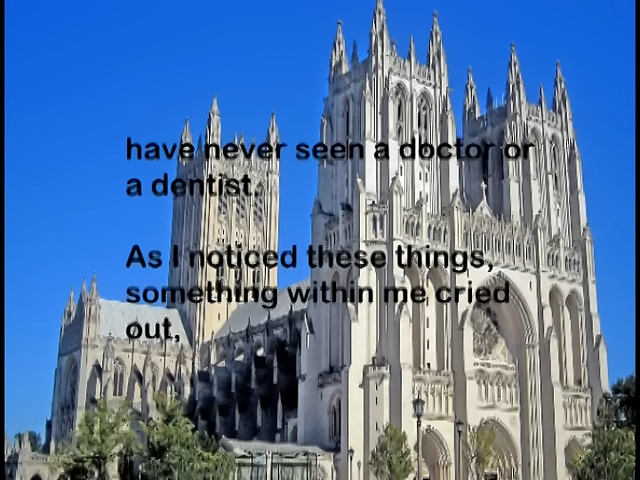 have never seen a doctor or
a dentist.
As I noticed these things,
something within me cried
out,